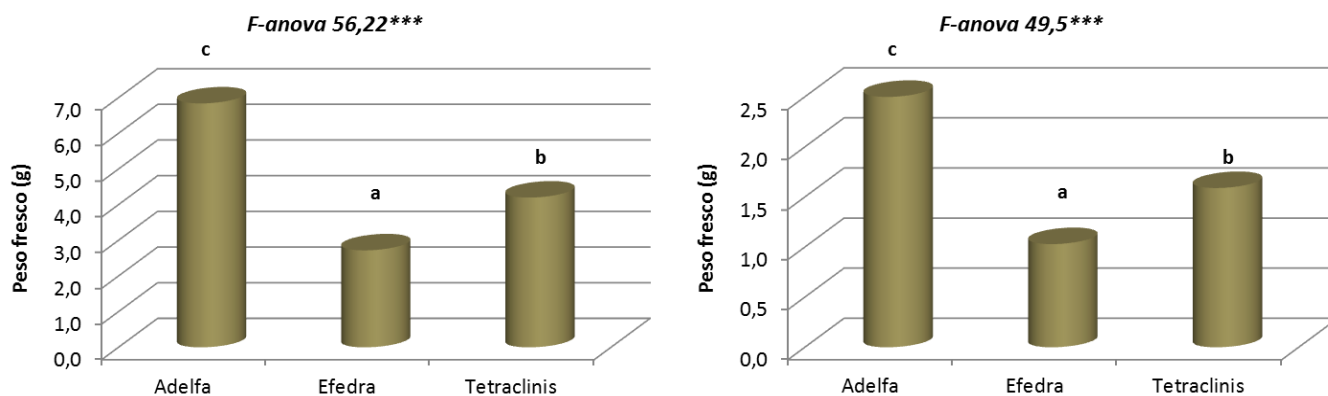 F-anova 56,22***
c
a
b
Peso fresco (g)
7,0
6,0
5,0
4,0
3,0
2,0
1,0
0,0
Adelfa Efedra Tetraclinis
F-anova 49,5***
c
a
b
Peso fresco (g)
2,5
2,0
1,5
1,0
0,5
0,0
Adelfa Efedra Tetraclinis